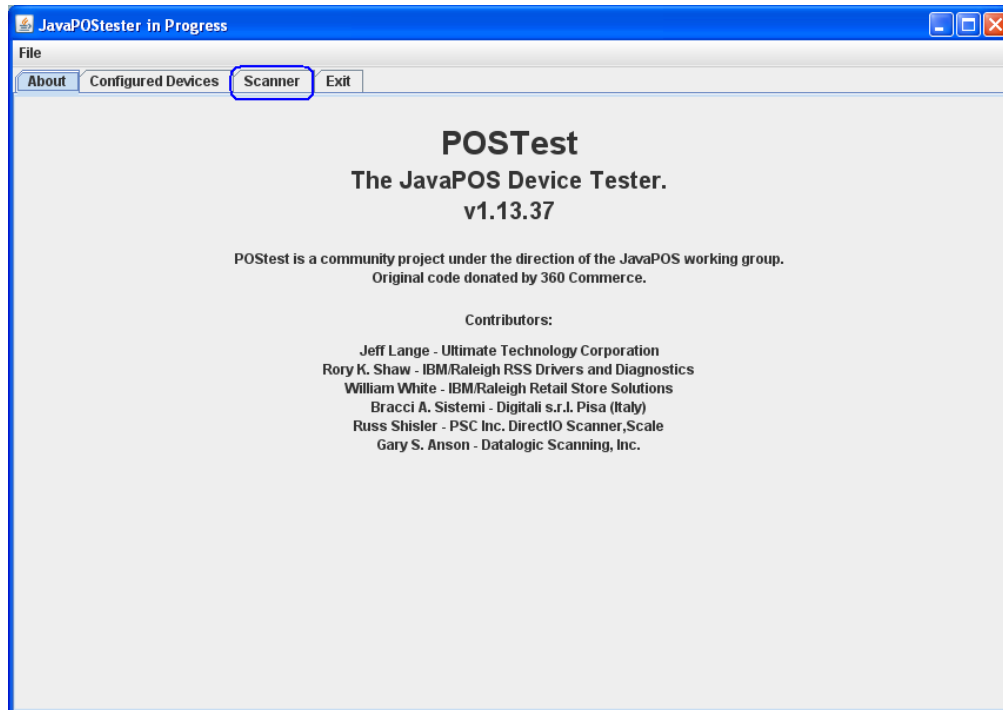 JavaPOStester in Progress
File
About Configured Devices Scanner Exit
POSTest
The JavaPOS Device Tester.
v1.13.37
POStest is a community project under the direction of the JavaPOS working group.
Original code donated by 360 Commerce.
Contributors:
Jeff Lange - Ultimate Technology Corporation
Rory K. Shaw - IBM/Raleigh RSS Drivers and Diagnostics
William White - IBM/Raleigh Retail Store Solutions
Bracci A. Sistemi - Digitali s.r.l. Pisa (Italy)
Russ Shisler - PSC Inc. DirectIO Scanner,Scale
Gary S. Anson - Datalogic Scanning, Inc.